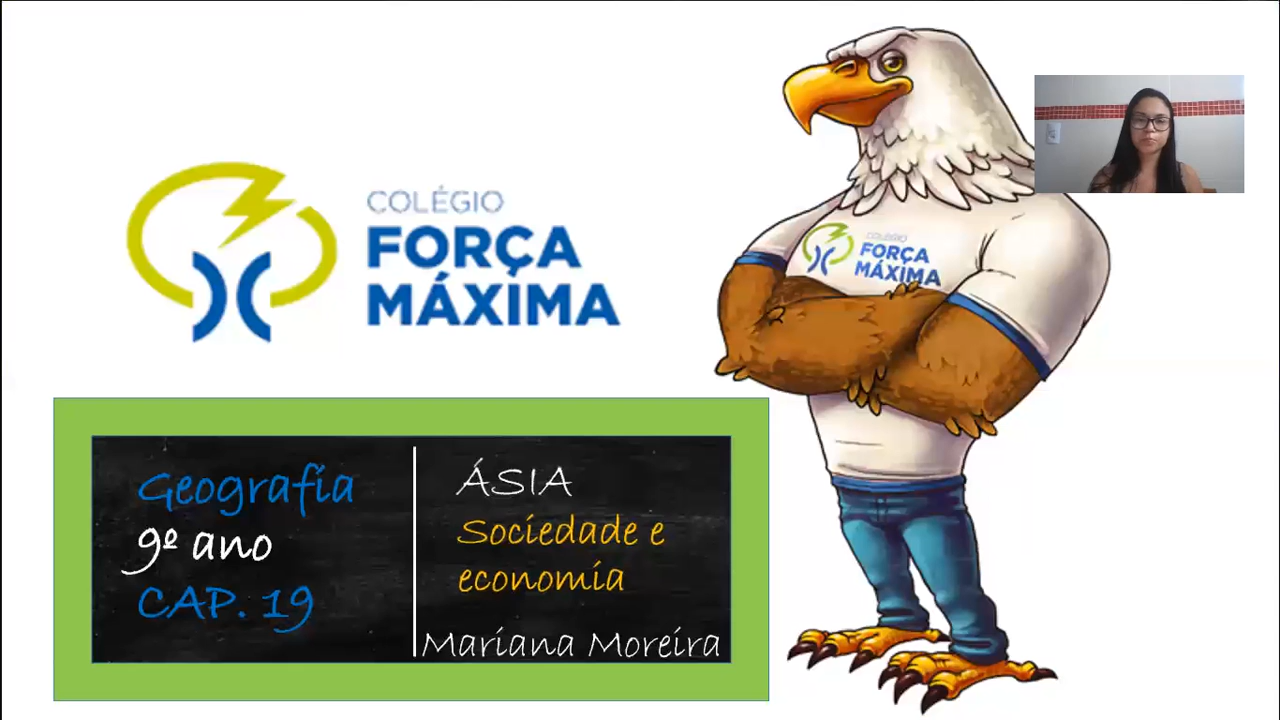 COLÉGIO
FORÇA
MÁXIMA
COLÉGIO
FORÇA
MÁXIMA
Geografia
9º ano
CAP. 19
ÁSIA
Sociedade e
economia
Mariana Moreira